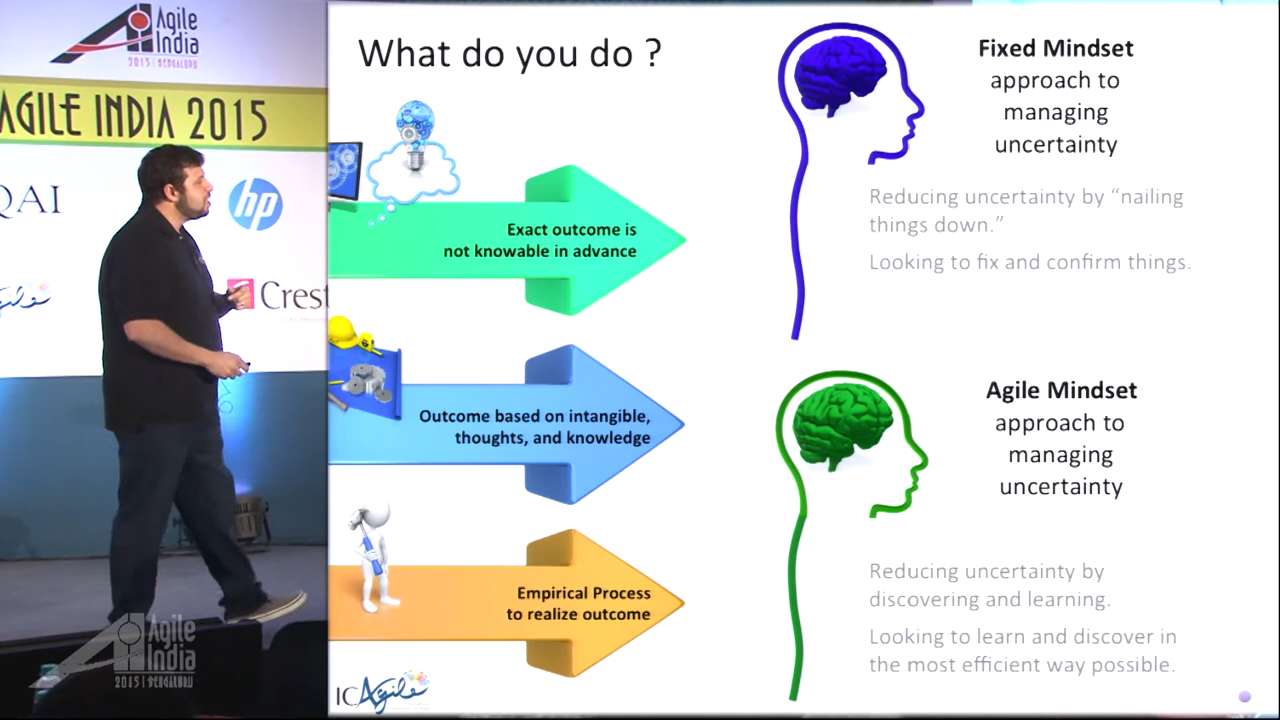 Agile
India
2015 | BENGALURU
AGILE INDIA 2015
QAI
hp
Crest
What do you do ?
Exact outcome is
not knowable in advance
Outcome based on intangible,
thoughts, and knowledge
Empirical Process
to realize outcome
ICAgile
Fixed Mindset
approach to
managing
uncertainty
Reducing uncertainty by “nailing
things down.”
Looking to fix and confirm things.
Agile Mindset
approach to
managing
uncertainty
Reducing uncertainty by
discovering and learning.
Looking to learn and discover in
the most efficient way possible.
Agile
India
2015 | BENGALURU